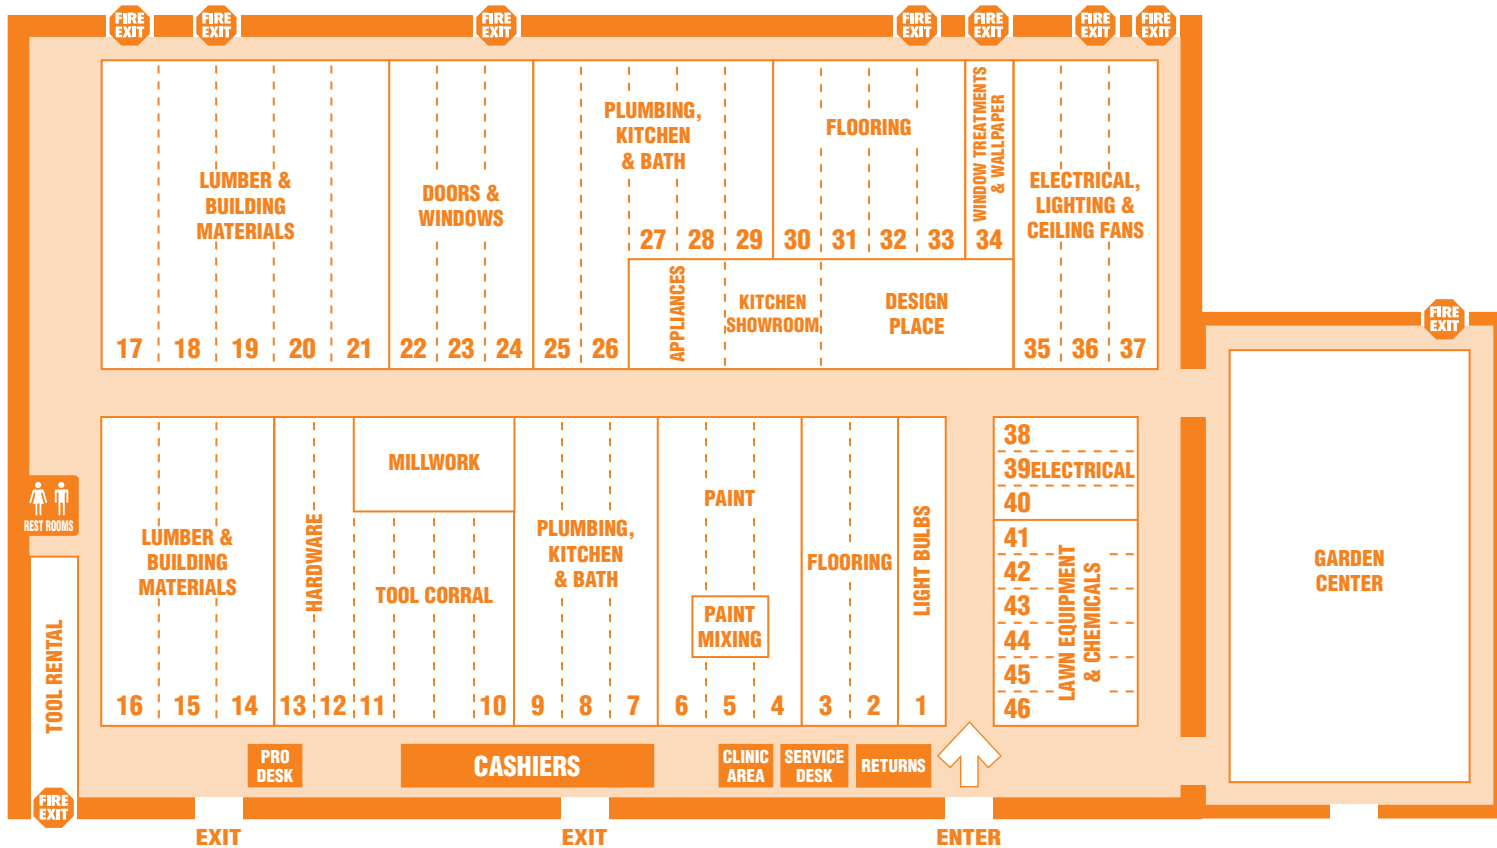 FIRE
EXIT
FIRE
EXIT
FIRE
EXIT
FIRE
EXIT
FIRE
EXIT
FIRE
EXIT
FIRE
EXIT
LUMBER &
BUILDING
MATERIALS
17 18 19 20 21
DOORS &
WINDOWS
22 23 24
PLUMBING,
KITCHEN
& BATH
27 28 29
25 26
FLOORING
30 31 32 33
WINDOW TREATMENTS
& WALLPAPER
34
APPLIANCES
KITCHEN
SHOWROOM
DESIGN
PLACE
ELECTRICAL,
LIGHTING &
CEILING FANS
35 36 37
FIRE
EXIT
REST ROOMS
TOOL RENTAL
FIRE
EXIT
LUMBER &
BUILDING
MATERIALS
16 15 14
HARDWARE
13 12
MILLWORK
TOOL CORRAL
11 10
PLUMBING,
KITCHEN
& BATH
9 8 7
PAINT
PAINT
MIXING
6 5 4
FLOORING
3 2
LIGHT BULBS
1
38
39 ELECTRICAL
40
41
42
43
44
45
46
LAWN EQUIPMENT
& CHEMICALS
GARDEN
CENTER
PRO
DESK
CASHIERS
CLINIC
AREA
SERVICE
DESK
RETURNS
EXIT
EXIT
ENTER